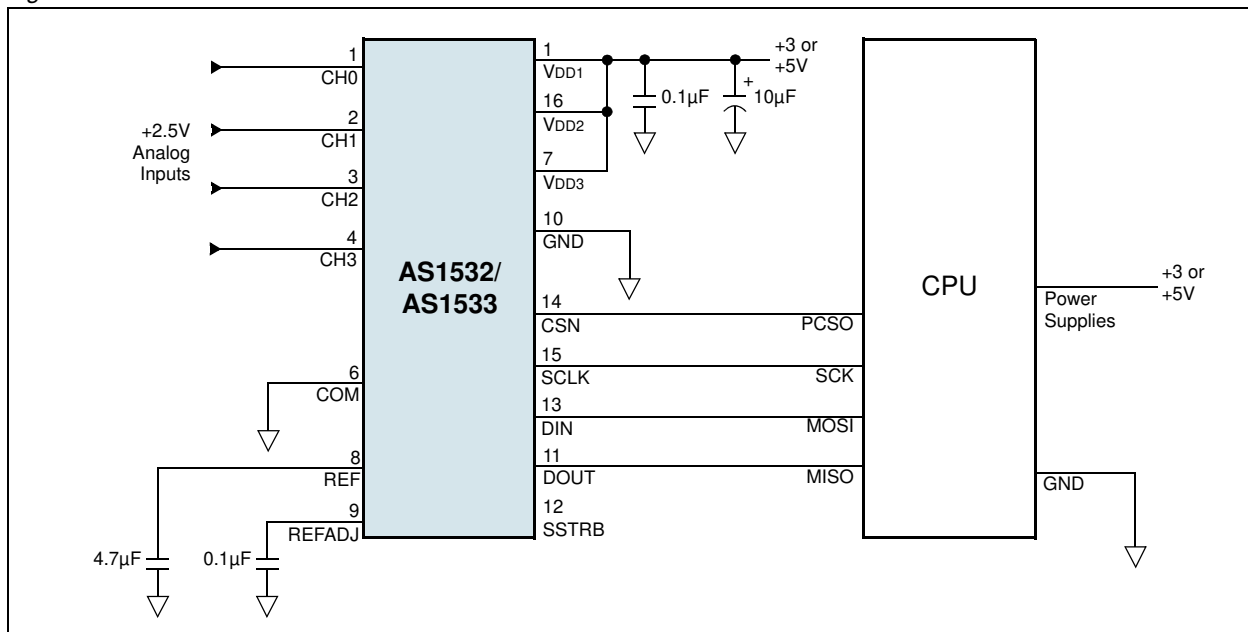 1
CH0
+2.5V
Analog
Inputs
2
CH1
3
CH2
4
CH3
AS1532/
AS1533
6
COM
8
REF
9
REFADJ
4.7µF
0.1µF
1
VDD1
16
VDD2
7
VDD3
10
GND
14
CSN
15
SCLK
13
DIN
11
DOUT
12
SSTRB
+3 or
+5V
0.1µF
+
10µF
CPU
PCSO
SCK
MOSI
MISO
Power
Supplies
+3 or
+5V
GND